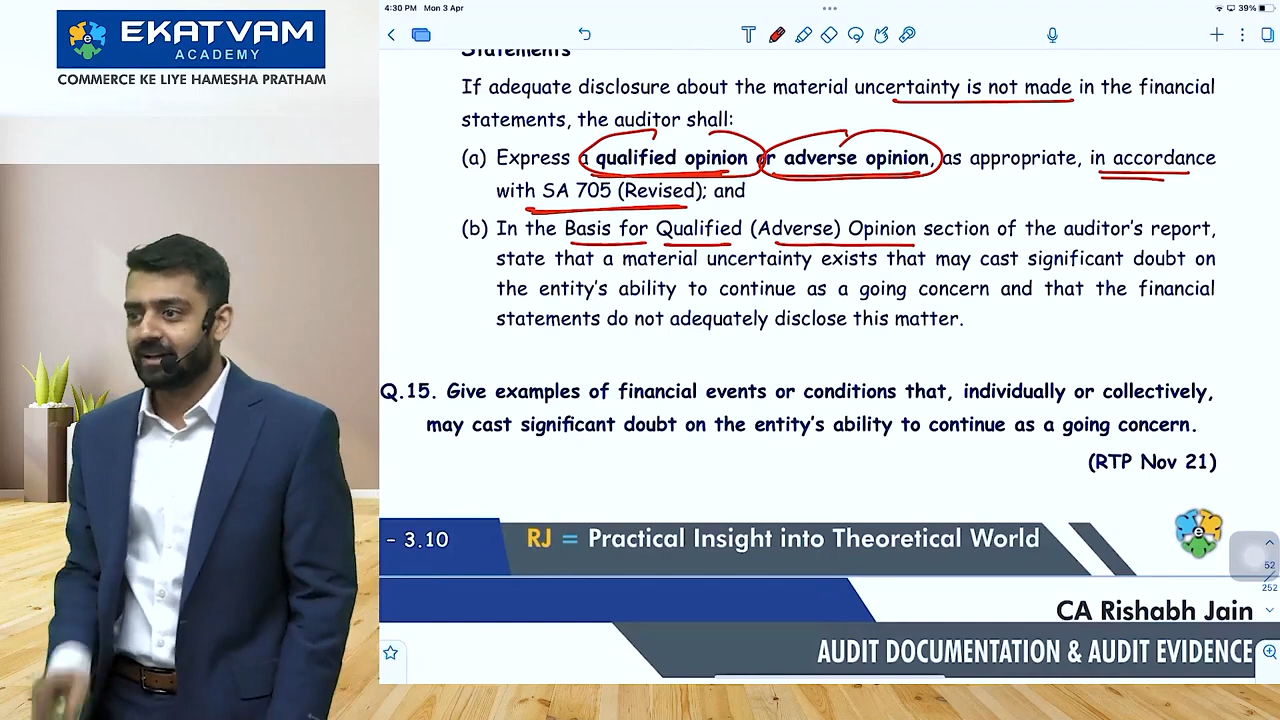 EKATVAM
ACADEMY
COMMERCE KE LIYE HAMESHA PRATHAM
4:30 PM Mon 3 Apr
39%
Statements
If adequate disclosure about the material uncertainty is not made in the financial
statements, the auditor shall:
(a) Express a qualified opinion or adverse opinion, as appropriate, in accordance
with SA 705 (Revised); and
(b) In the Basis for Qualified (Adverse) Opinion section of the auditor's report,
state that a material uncertainty exists that may cast significant doubt on
the entity's ability to continue as a going concern and that the financial
statements do not adequately disclose this matter.
Q.15. Give examples of financial events or conditions that, individually or collectively,
may cast significant doubt on the entity's ability to continue as a going concern.
(RTP Nov 21)
- 3.10
RJ = Practical Insight into Theoretical World
52
252
CA Rishabh Jain
AUDIT DOCUMENTATION & AUDIT EVIDENCE